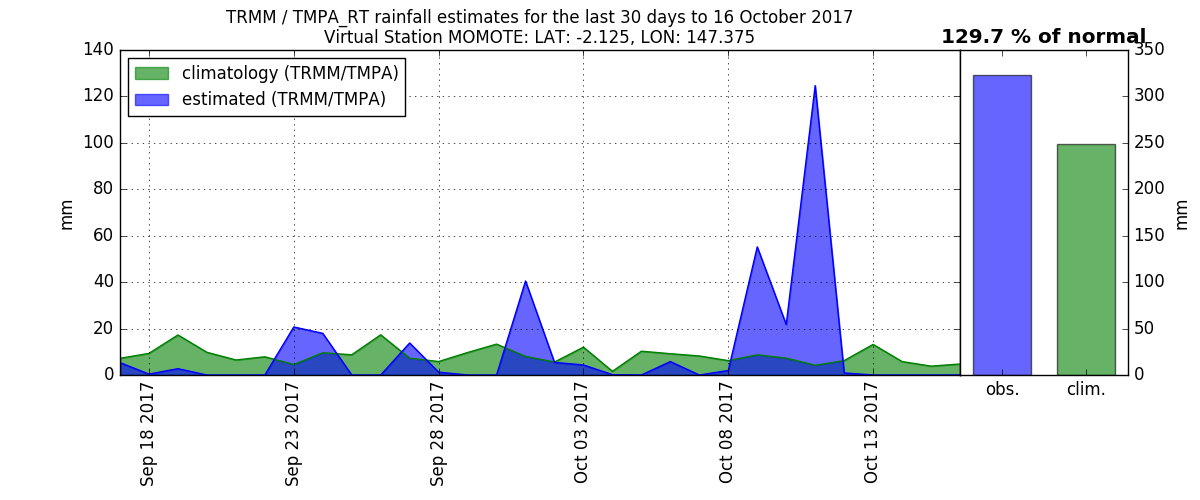 TRMM / TMPA_RT rainfall estimates for the last 30 days to 16 October 2017
Virtual Station MOMOTE: LAT: -2.125, LON: 147.375
129.7 % of normal
climatology (TRMM/TMPA)
estimated (TRMM/TMPA)
140
120
100
80
60
40
20
0
mm
Sep 18 2017
Sep 23 2017
Sep 28 2017
Oct 03 2017
Oct 08 2017
Oct 13 2017
obs.
clim.
350
300
250
200
150
100
50
0
mm